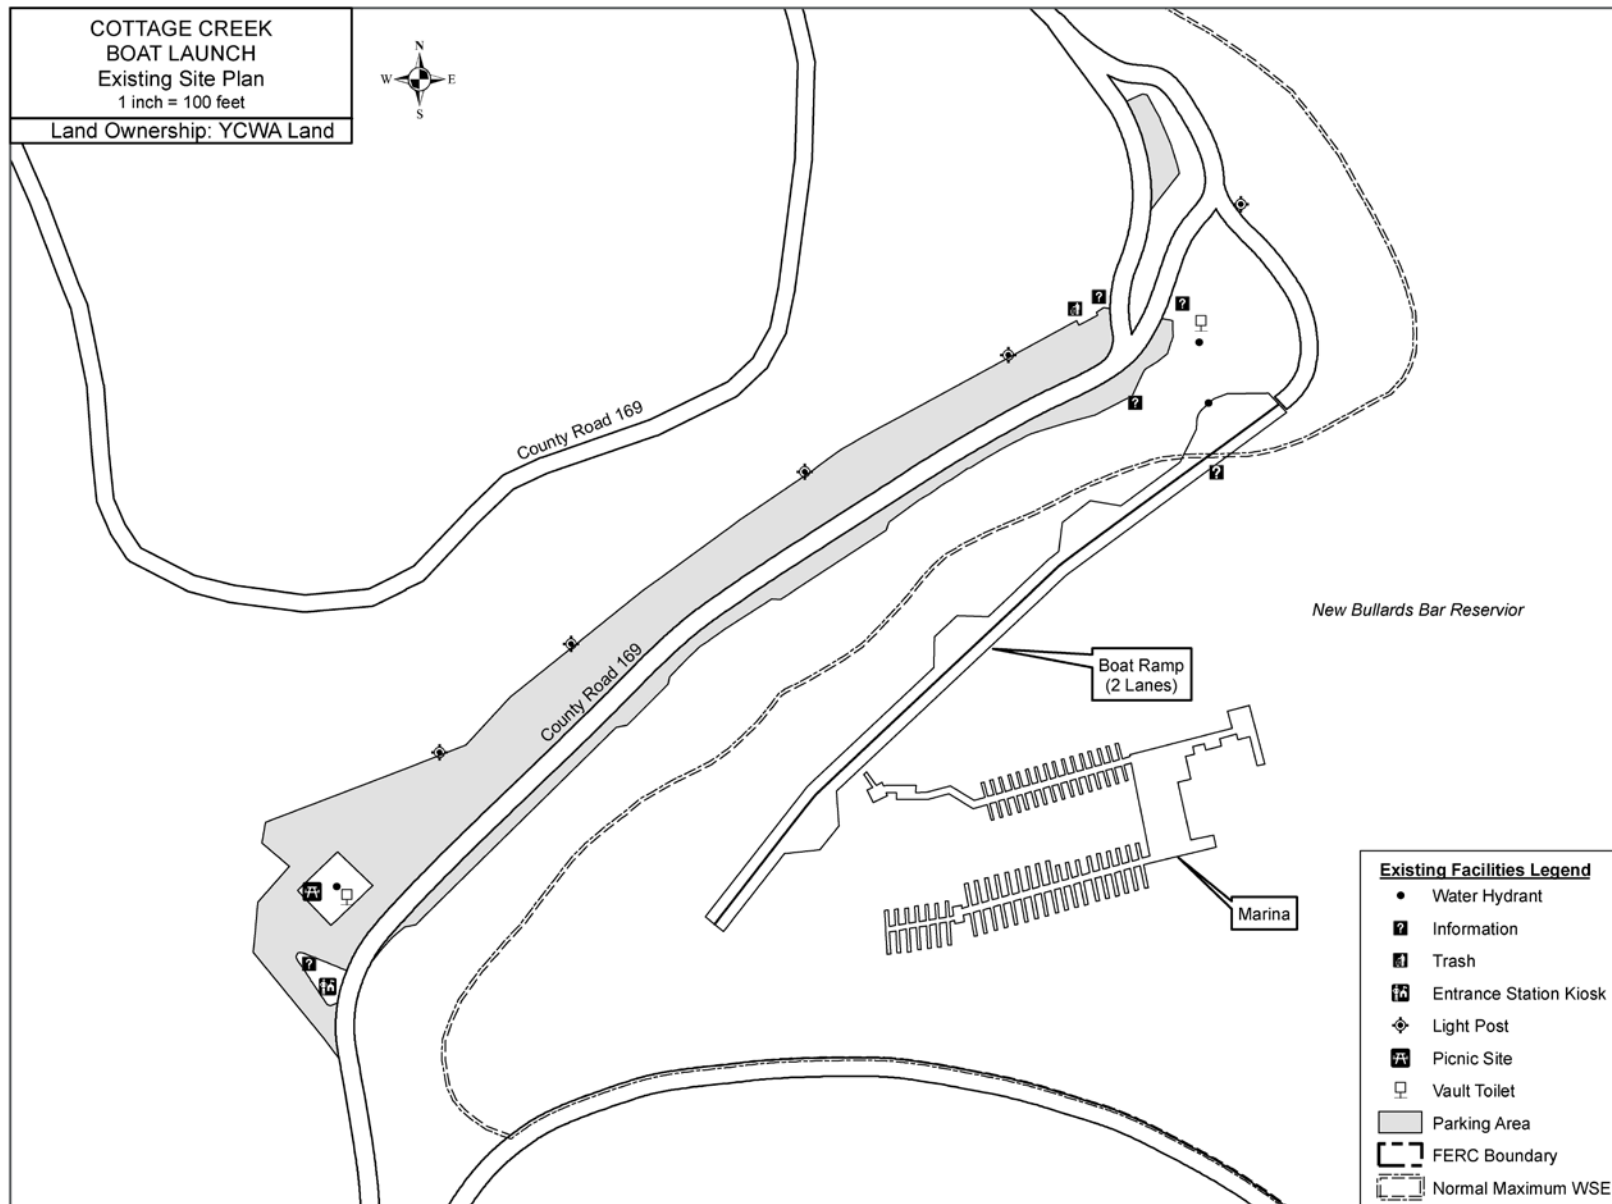 COTTAGE CREEK
BOAT LAUNCH
Existing Site Plan
1 inch = 100 feet
Land Ownership: YCWA Land
N
W
E
S
County Road 169
County Road 169
New Bullards Bar Reservior
Boat Ramp
(2 Lanes)
Marina
Existing Facilities Legend
Water Hydrant
? Information
Trash
Entrance Station Kiosk
Light Post
Picnic Site
Vault Toilet
Parking Area
FERC Boundary
Normal Maximum WSE
?
?
?
?
?